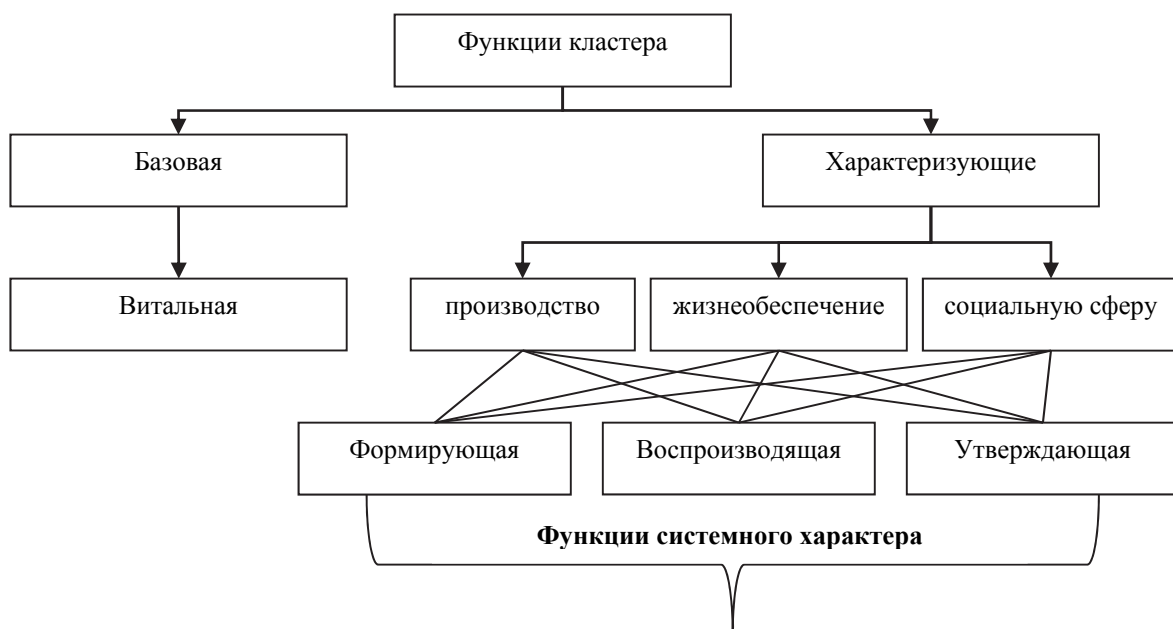 Функции кластера
Базовая
Характеризующие
Витальная
производство
жизнеобеспечение
социальную сферу
Формирующая
Воспроизводящая
Утверждающая
Функции системного характера